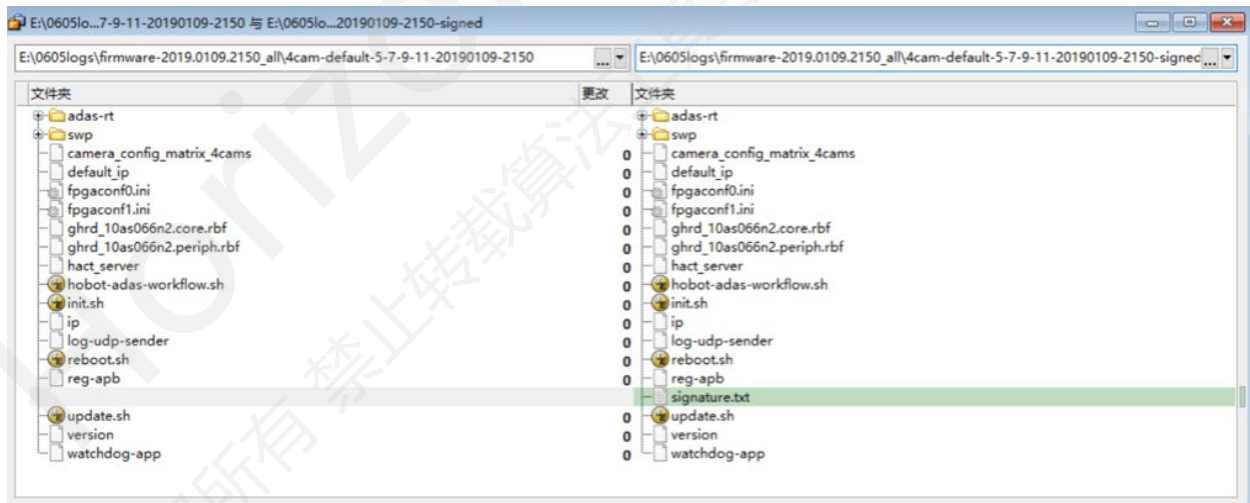 E:\0605lo...7-9-11-20190109-2150 与 E:\0605lo...20190109-2150-signed
E:\0605logs\firmware-2019.0109.2150_all\4cam-default-5-7-9-11-20190109-2150 ... E:\0605logs\firmware-2019.0109.2150_all\4cam-default-5-7-9-11-20190109-2150-signed ...
文件夹 更改 文件夹
adas-rt adas-rt
swp swp
camera_config_matrix_4cams 0 camera_config_matrix_4cams
default_ip 0 default_ip
fpgaconf0.ini 0 fpgaconf0.ini
fpgaconf1.ini 0 fpgaconf1.ini
ghrd_10as066n2.core.rbf 0 ghrd_10as066n2.core.rbf
ghrd_10as066n2.periph.rbf 0 ghrd_10as066n2.periph.rbf
hact_server 0 hact_server
hobot-adas-workflow.sh 0 hobot-adas-workflow.sh
init.sh 0 init.sh
ip 0 ip
log-udp-sender 0 log-udp-sender
reboot.sh 0 reboot.sh
reg-apb 0 reg-apb
signature.txt
update.sh 0 update.sh
version 0 version
watchdog-app 0 watchdog-app
Horizon
禁止转载